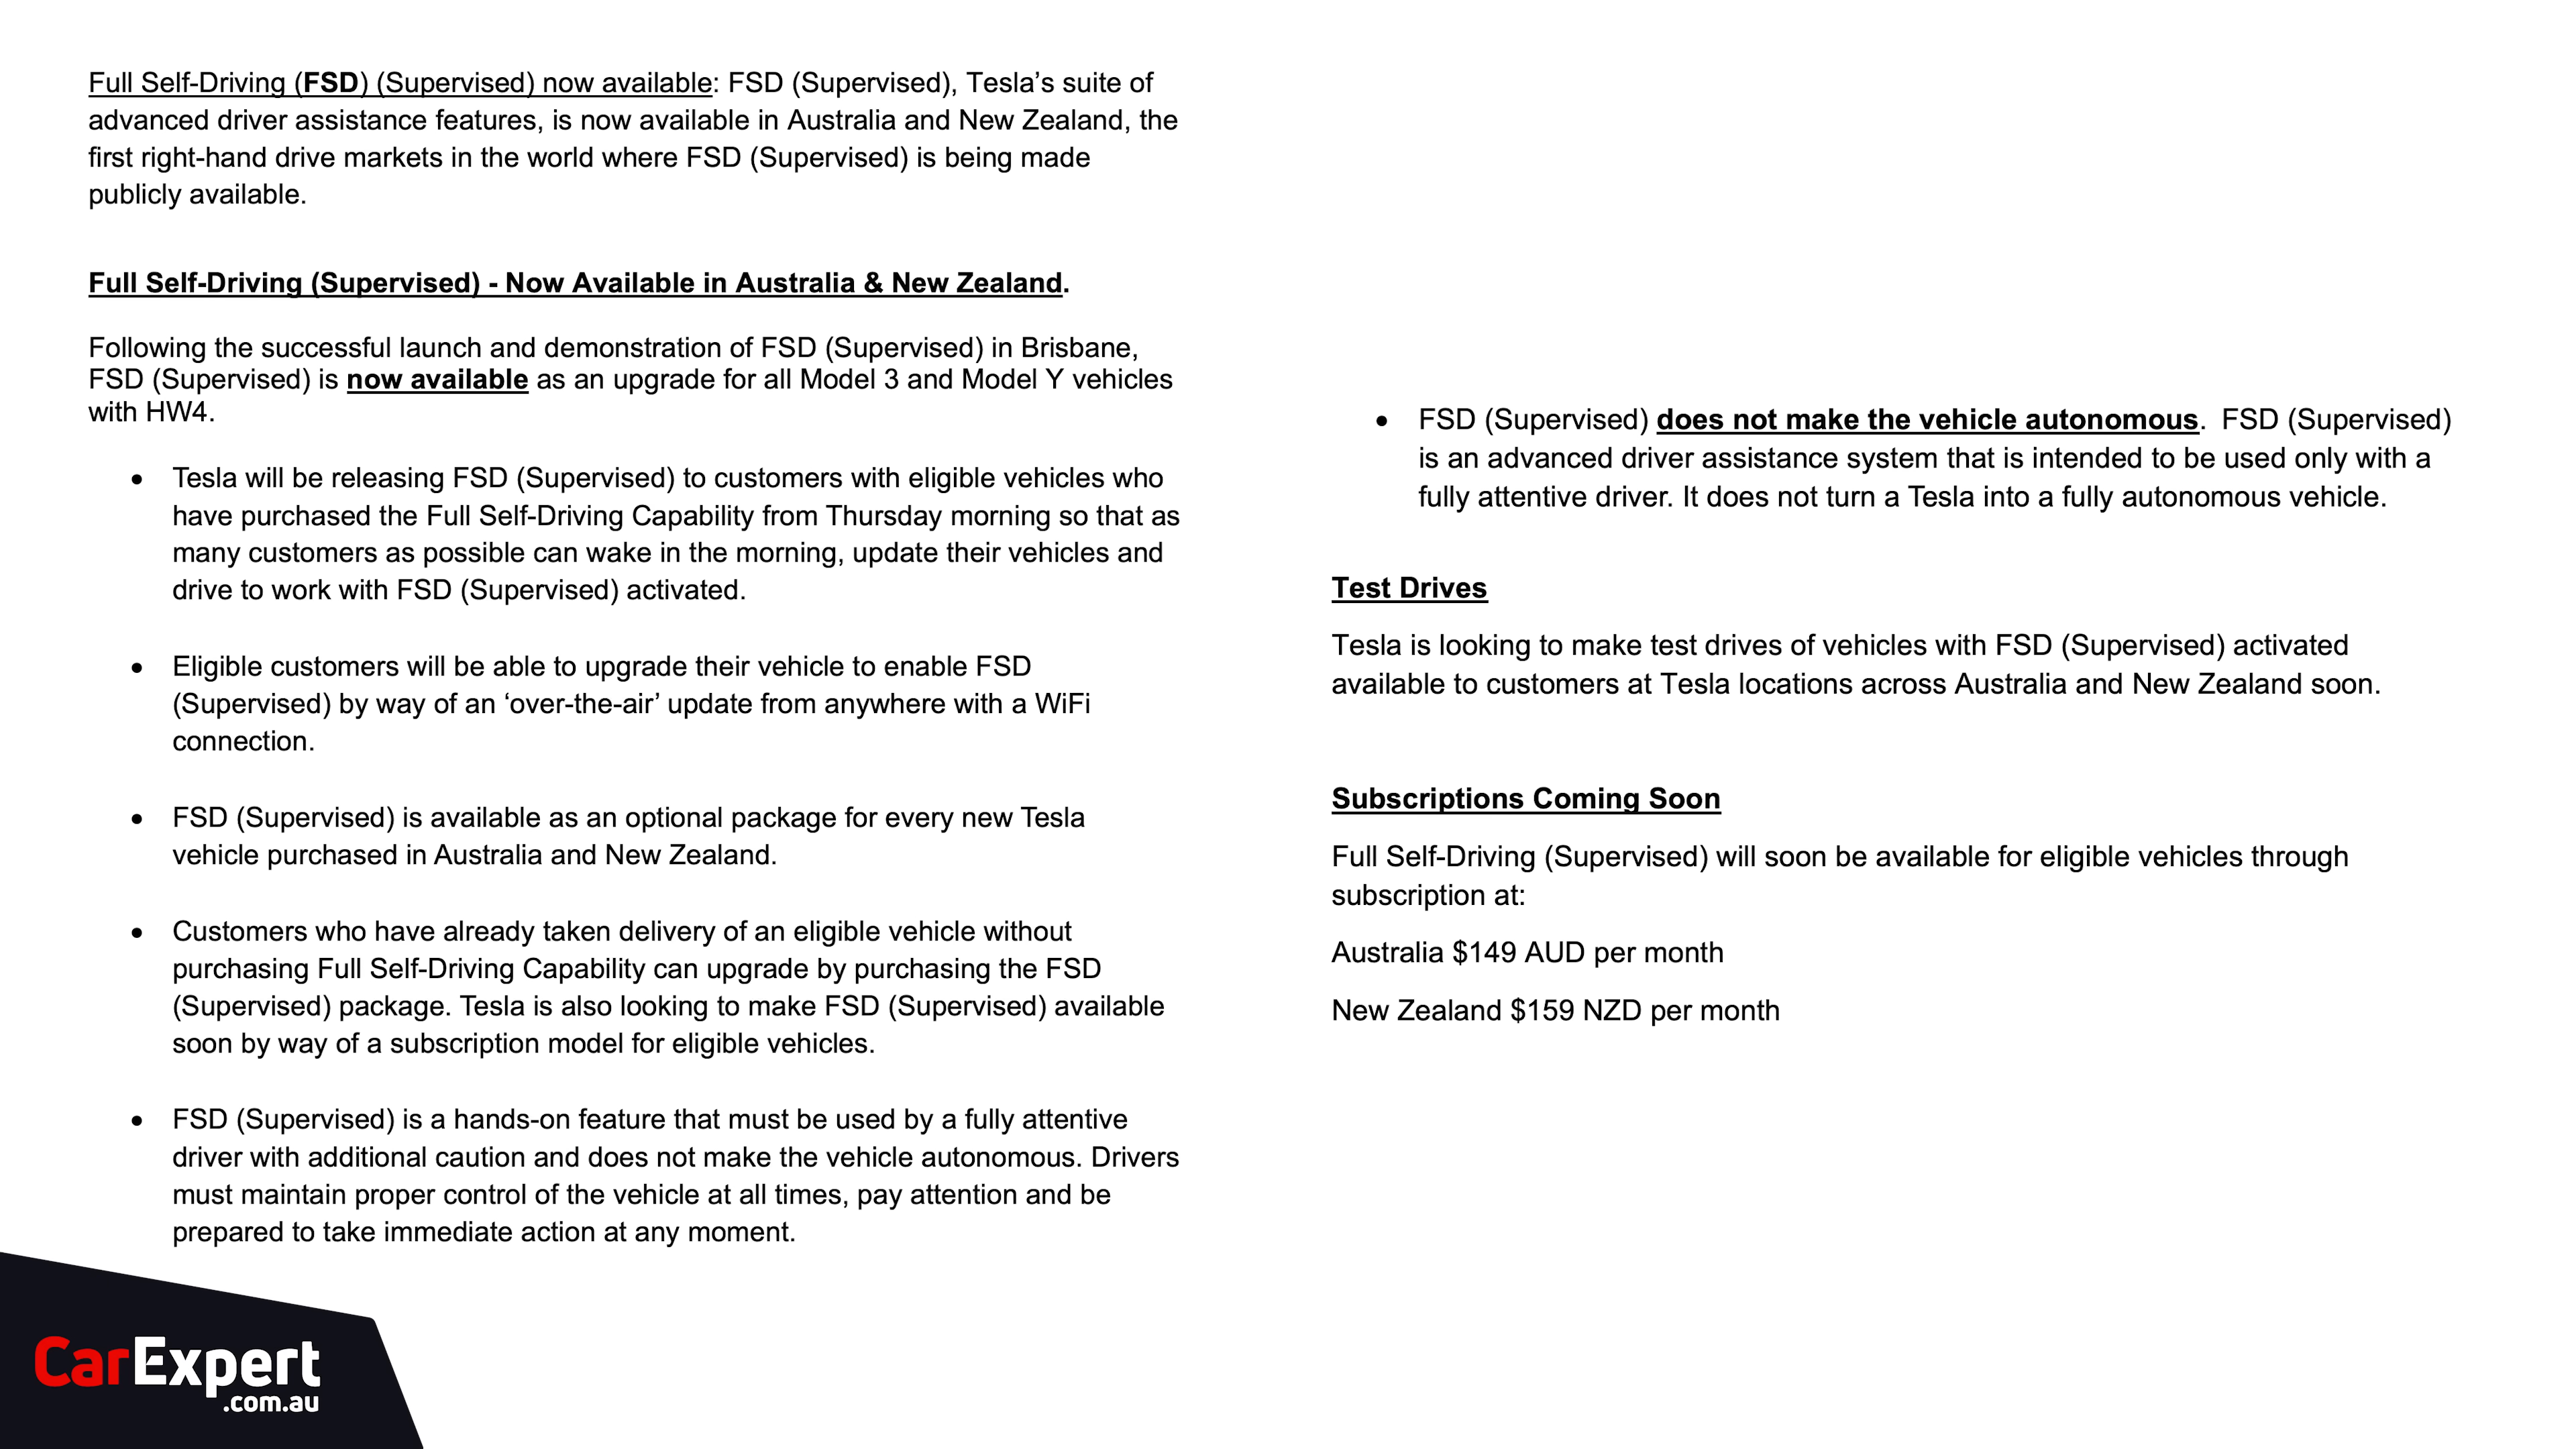 Full Self-Driving (FSD) (Supervised) now available: FSD (Supervised), Tesla’s suite of
advanced driver assistance features, is now available in Australia and New Zealand, the
first right-hand drive markets in the world where FSD (Supervised) is being made
publicly available.
Full Self-Driving (Supervised) - Now Available in Australia & New Zealand.
Following the successful launch and demonstration of FSD (Supervised) in Brisbane,
FSD (Supervised) is now available as an upgrade for all Model 3 and Model Y vehicles
with HW4.
• Tesla will be releasing FSD (Supervised) to customers with eligible vehicles who
have purchased the Full Self-Driving Capability from Thursday morning so that as
many customers as possible can wake in the morning, update their vehicles and
drive to work with FSD (Supervised) activated.
• Eligible customers will be able to upgrade their vehicle to enable FSD
(Supervised) by way of an ‘over-the-air’ update from anywhere with a WiFi
connection.
• FSD (Supervised) is available as an optional package for every new Tesla
vehicle purchased in Australia and New Zealand.
• Customers who have already taken delivery of an eligible vehicle without
purchasing Full Self-Driving Capability can upgrade by purchasing the FSD
(Supervised) package. Tesla is also looking to make FSD (Supervised) available
soon by way of a subscription model for eligible vehicles.
• FSD (Supervised) is a hands-on feature that must be used by a fully attentive
driver with additional caution and does not make the vehicle autonomous. Drivers
must maintain proper control of the vehicle at all times, pay attention and be
prepared to take immediate action at any moment.
• FSD (Supervised) does not make the vehicle autonomous. FSD (Supervised)
is an advanced driver assistance system that is intended to be used only with a
fully attentive driver. It does not turn a Tesla into a fully autonomous vehicle.
Test Drives
Tesla is looking to make test drives of vehicles with FSD (Supervised) activated
available to customers at Tesla locations across Australia and New Zealand soon.
Subscriptions Coming Soon
Full Self-Driving (Supervised) will soon be available for eligible vehicles through
subscription at:
Australia $149 AUD per month
New Zealand $159 NZD per month
CarExpert
.com.au